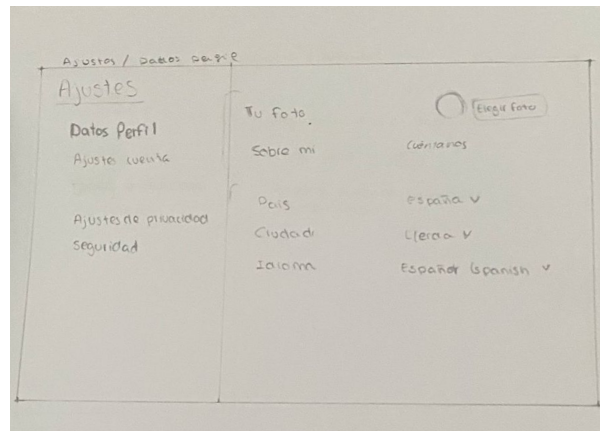 Ajustes / Datos
Ajustes
Datos Perfil
Ajustes cuenta
Ajustes de privacidad
Seguridad
Tu foto.
Elegir foto
Sobre mi
Cuéntanos
País
España v
Ciudad
Lleida v
Idioma
Español (spanish v